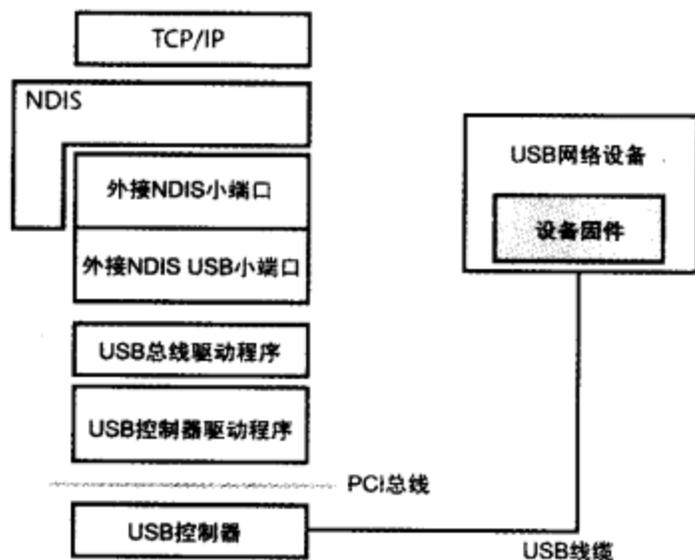 TCP/IP
NDIS
外接NDIS小端口
外接NDIS USB小端口
USB总线驱动程序
USB控制器驱动程序
PCI总线
USB控制器
USB网络设备
设备固件
USB线缆